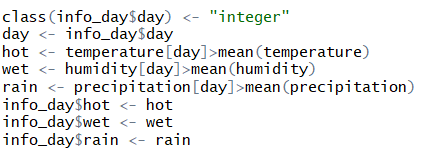 class(info_day$day) <- "integer"
day <- info_day$day
hot <- temperature[day]>mean(temperature)
wet <- humidity[day]>mean(humidity)
rain <- precipitation[day]>mean(precipitation)
info_day$hot <- hot
info_day$wet <- wet
info_day$rain <- rain